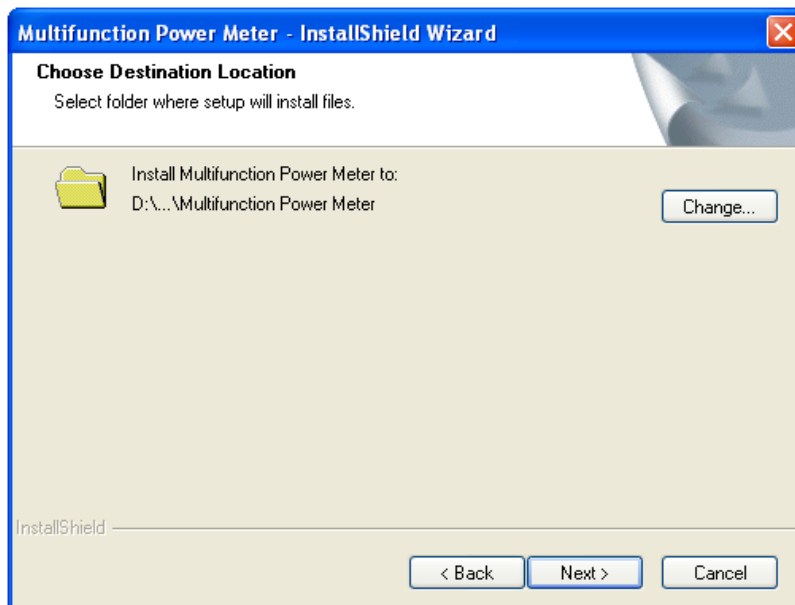 Multifunction Power Meter - InstallShield Wizard
Choose Destination Location
Select folder where setup will install files.
Install Multifunction Power Meter to:
D:\...\Multifunction Power Meter
Change...
InstallShield
< Back
Next >
Cancel